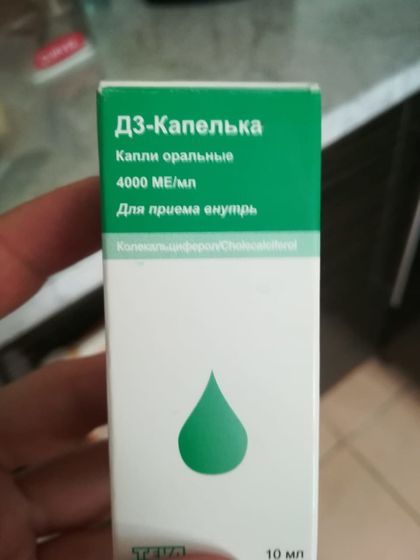 Д3-Капелька
Капли оральные
4000 МЕ/мл
Для приема внутрь
Колекальциферол/Cholecalciferol
10 мл